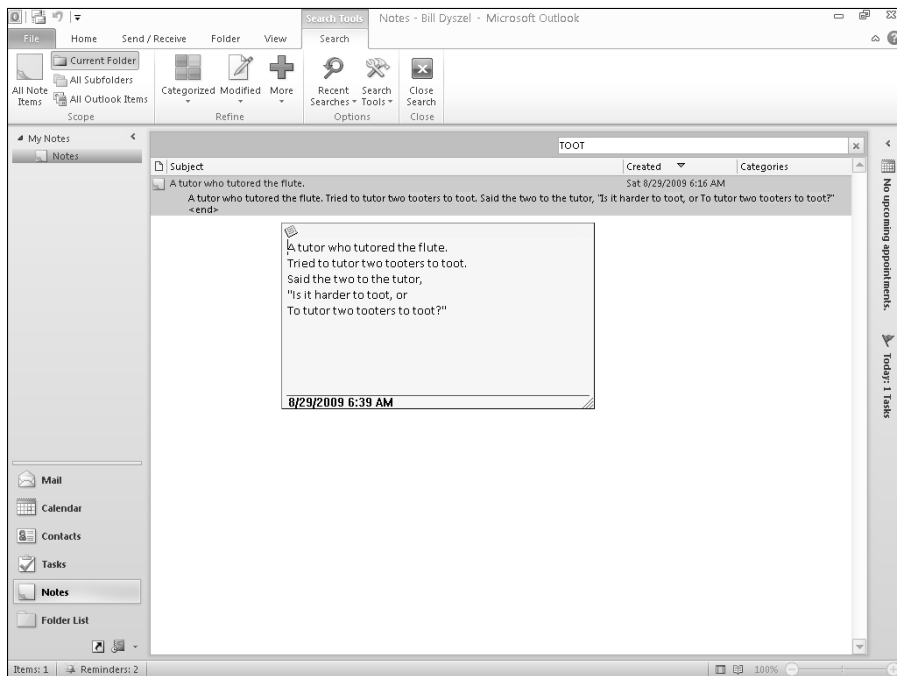 Search Tools Notes - Bill Dyszel - Microsoft Outlook
File Home Send / Receive Folder View Search
All Note Items
Current Folder
All Subfolders
All Outlook Items
Scope
Categorized Modified More
Refine
Recent Searches Search Tools
Options
Close Search
Close
My Notes
Notes
TOOT
Subject Created Categories
A tutor who tutored the flute. Sat 8/29/2009 6:16 AM
A tutor who tutored the flute. Tried to tutor two tooters to toot. Said the two to the tutor, "Is it harder to toot, or To tutor two tooters to toot?"
<end>
A tutor who tutored the flute.
Tried to tutor two tooters to toot.
Said the two to the tutor,
"Is it harder to toot, or
To tutor two tooters to toot?"
8/29/2009 6:39 AM
No upcoming appointments.
Today: 1 Tasks
Mail
Calendar
Contacts
Tasks
Notes
Folder List
Items: 1 Reminders: 2 100%